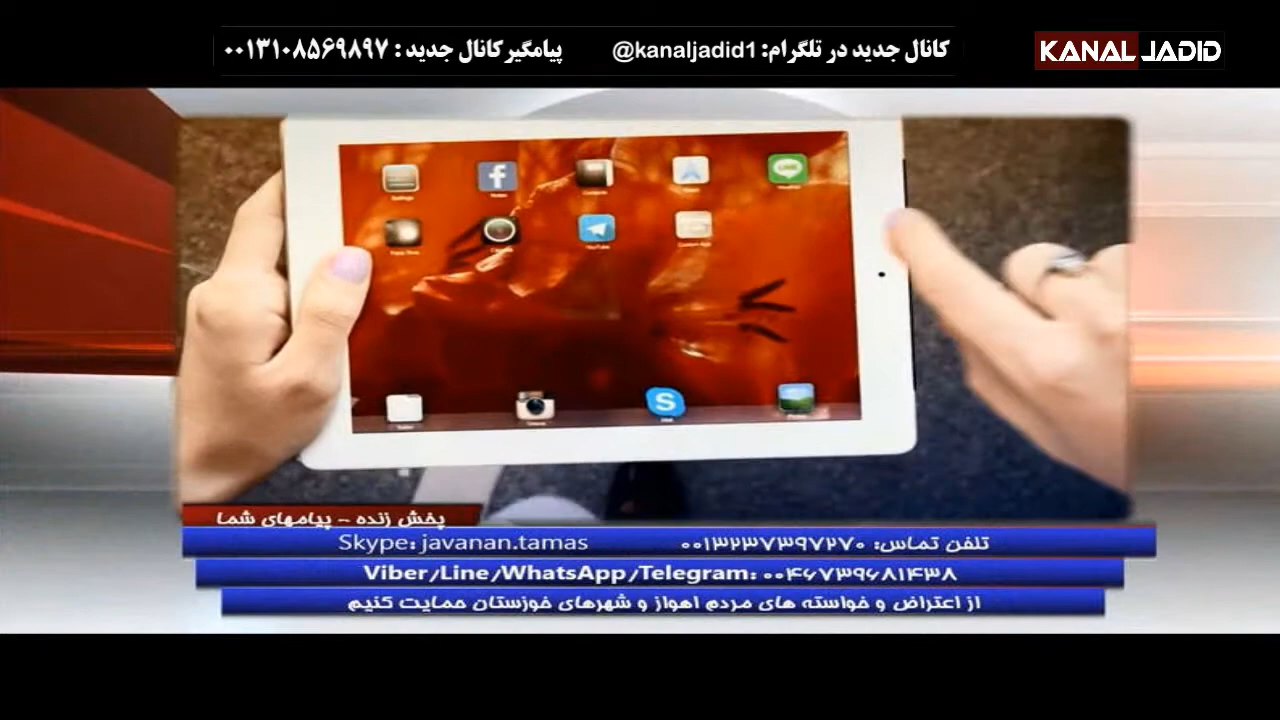 کانال جدید در تلگرام: @kanaljadid1 پیامگیر کانال جدید : ۰۰۱۳۱۰۸۵۶۹۸۹۷
KANAL JADID
پخش زنده - پیامهای شما
تلفن تماس: ۰۰۱۳۲۳۷۳۹۷۲۷۰ Skype: javanan.tamas
Viber/Line/WhatsApp/Telegram: ۰۰۴۶۷۳۹۶۸۱۴۳۸
از اعتراض و خواسته های مردم اهواز و شهرهای خوزستان حمایت کنیم